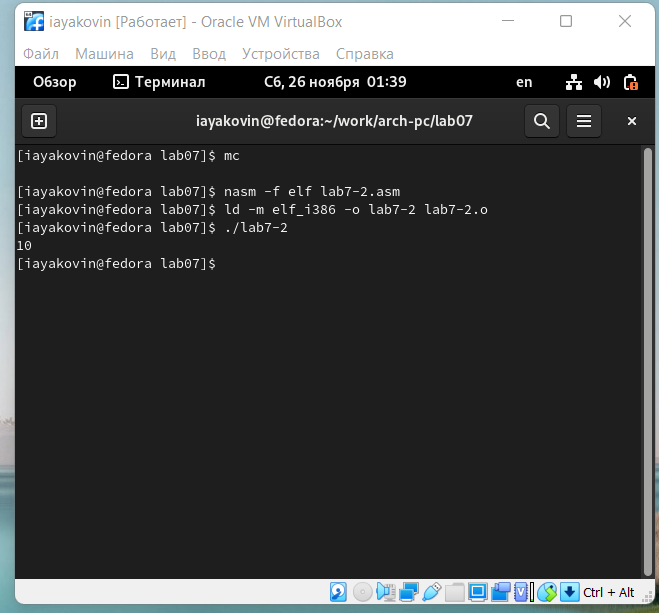 iayakovin [Работает] - Oracle VM VirtualBox
Файл Машина Вид Ввод Устройства Справка
Обзор Терминал Сб, 26 ноября 01:39 en
iayakovin@fedora:~/work/arch-pc/lab07
[iayakovin@fedora lab07]$ mc
[iayakovin@fedora lab07]$ nasm -f elf lab7-2.asm
[iayakovin@fedora lab07]$ ld -m elf_i386 -o lab7-2 lab7-2.o
[iayakovin@fedora lab07]$ ./lab7-2
10
[iayakovin@fedora lab07]$
Ctrl + Alt